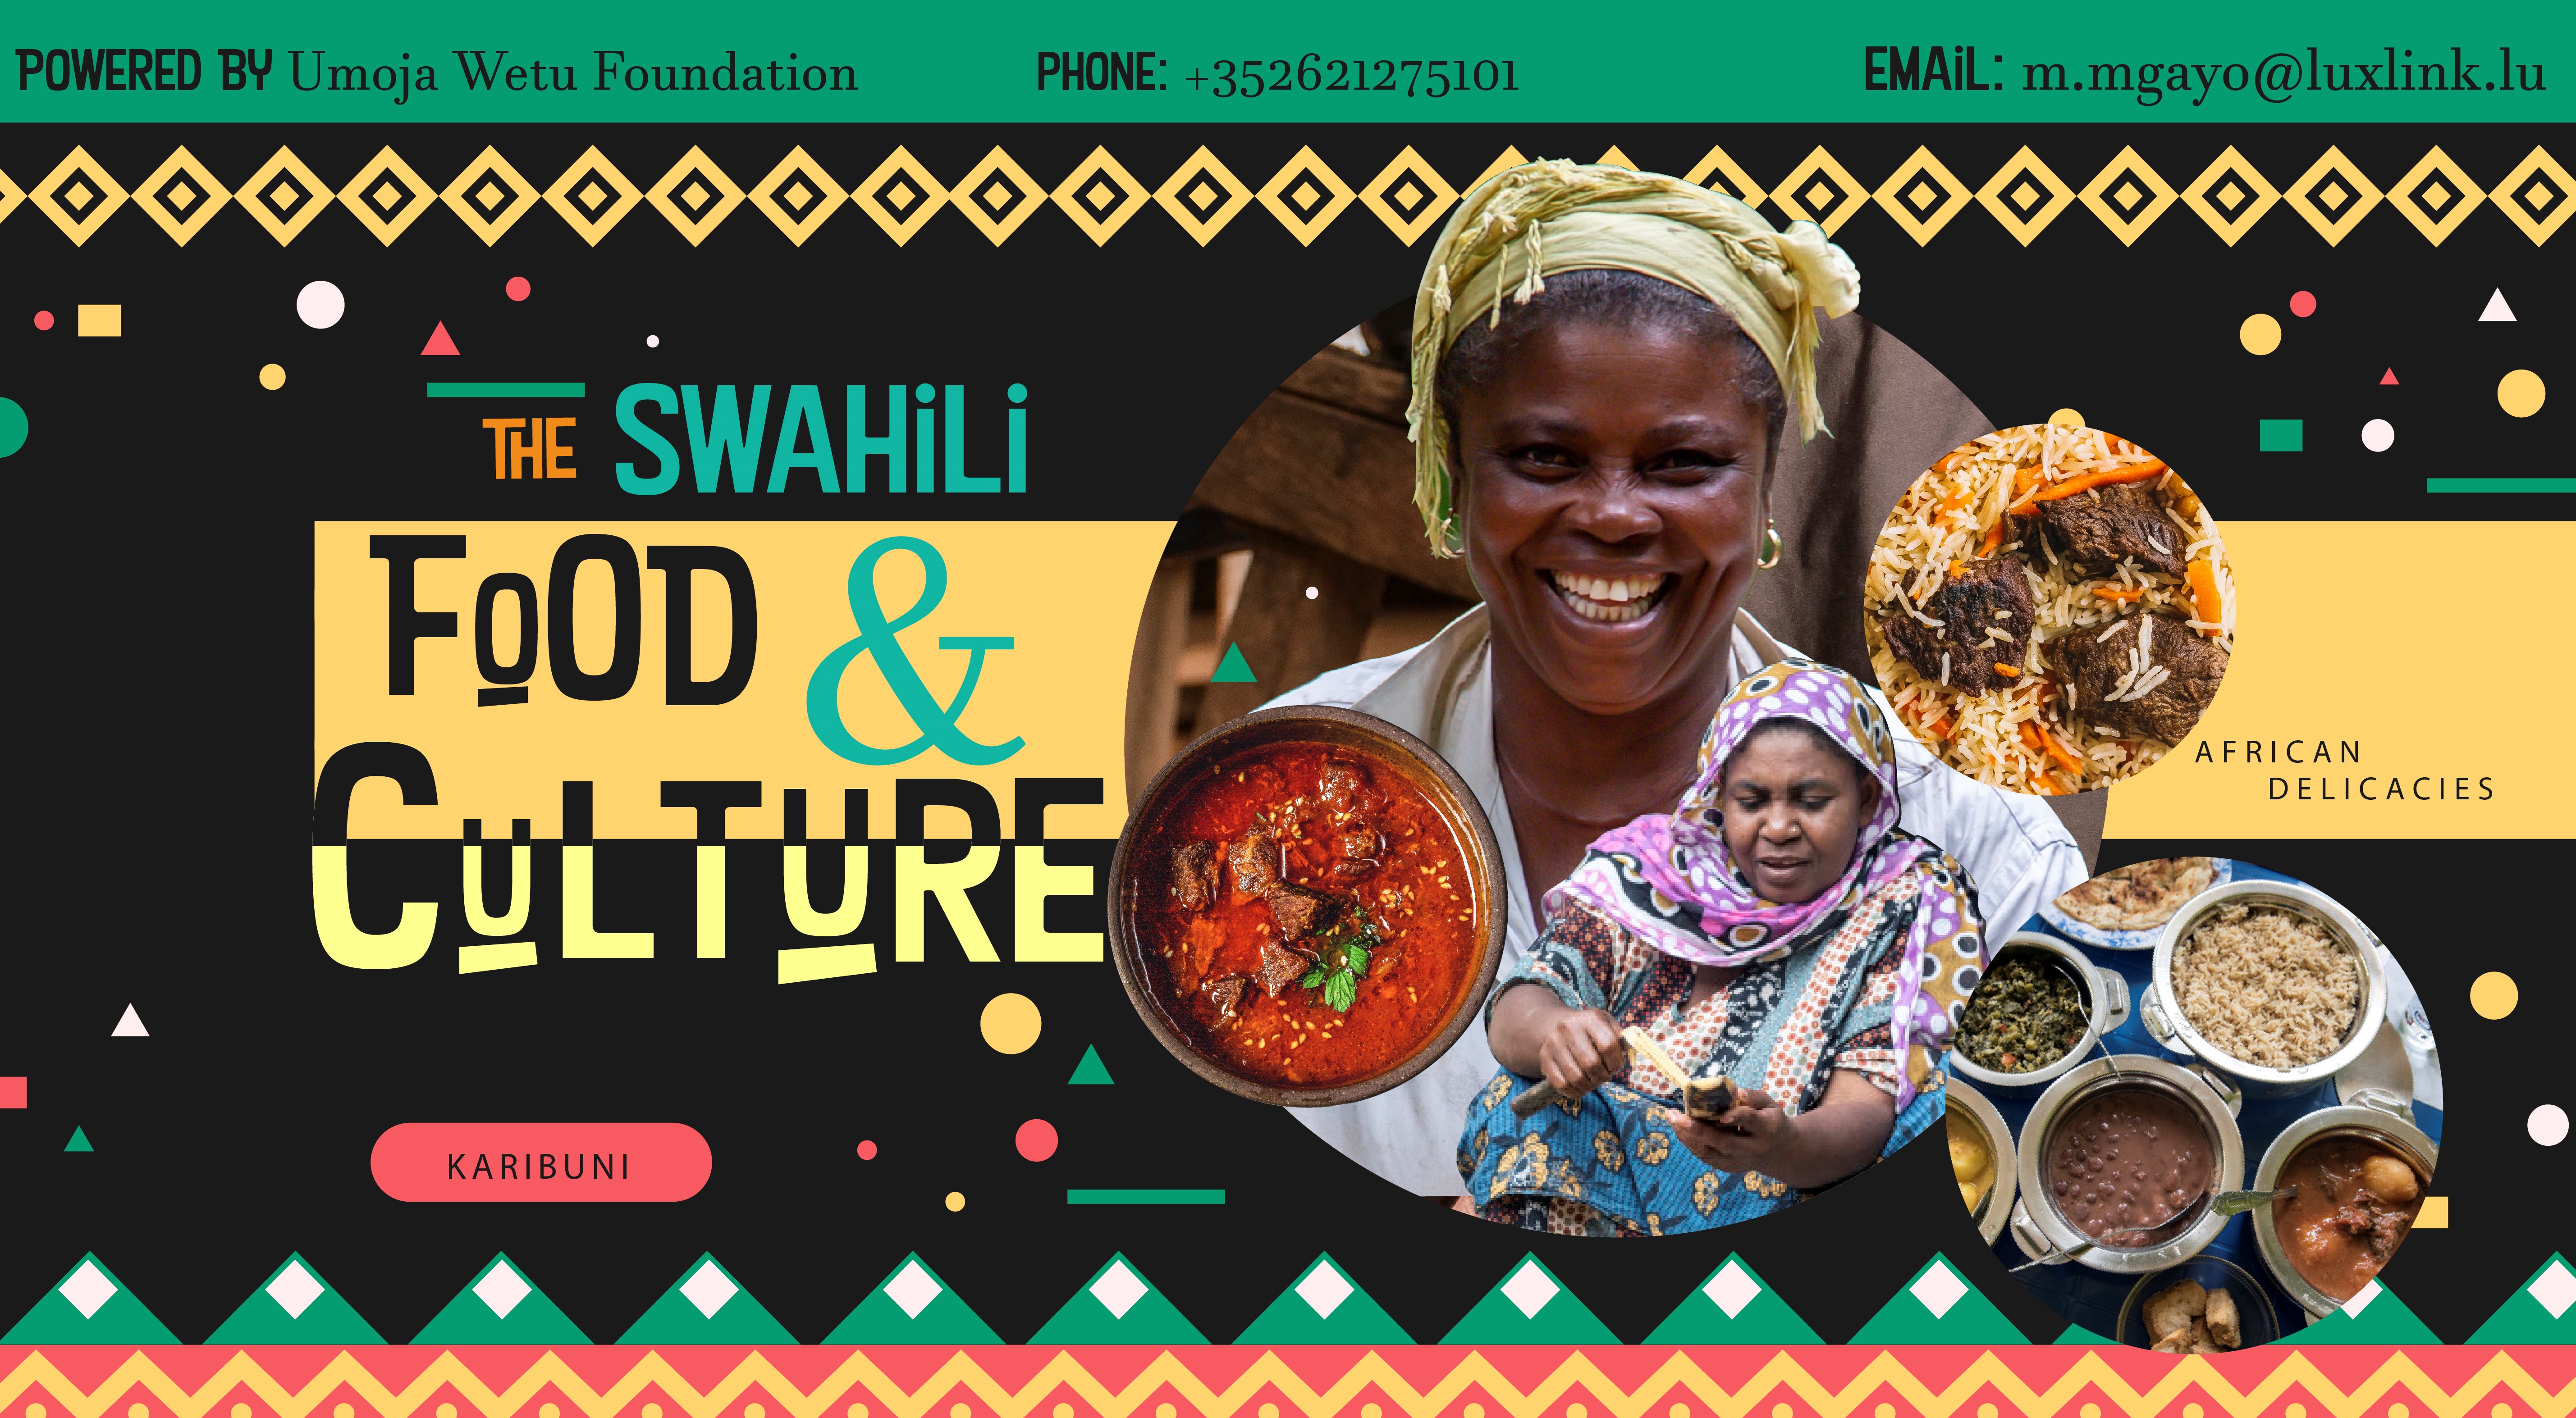 POWERED BY Umoja Wetu Foundation
PHONE: +352621275101
EMAiL: m.mgayo@luxlink.lu
THE SWAHiLi
FoOD &
CuLTURE
AFRICAN
DELICACIES
KARIBUNI